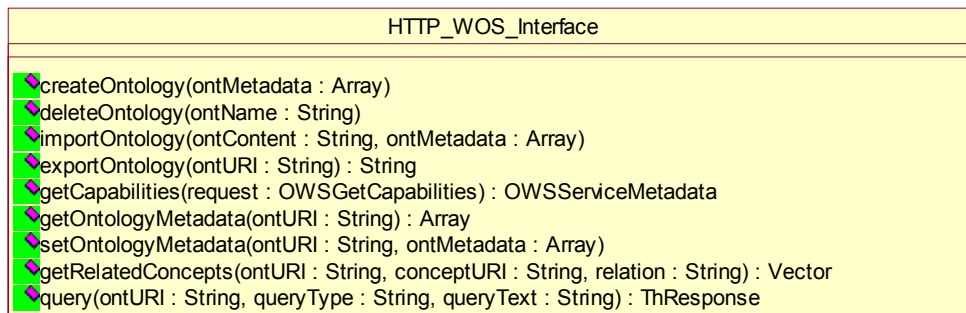 HTTP_WOS_Interface
createOntology(ontMetadata : Array)
deleteOntology(ontName : String)
importOntology(ontContent : String, ontMetadata : Array)
exportOntology(ontURI : String) : String
getCapabilities(request : OWSGetCapabilities) : OWSServiceMetadata
getOntologyMetadata(ontURI : String) : Array
setOntologyMetadata(ontURI : String, ontMetadata : Array)
getRelatedConcepts(ontURI : String, conceptURI : String, relation : String) : Vector
query(ontURI : String, queryType : String, queryText : String) : ThResponse